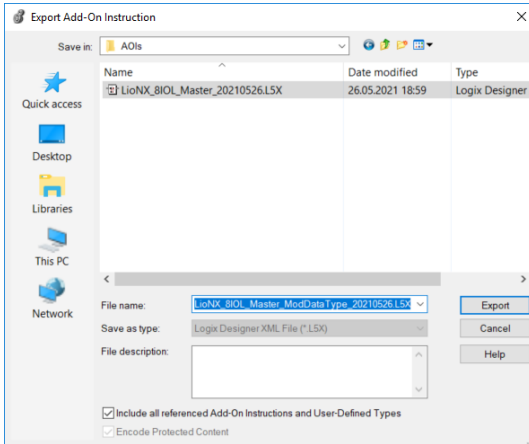 Export Add-On Instruction
Save in: AOIs
Name Date modified Type
LioNX_8IOL_Master_20210526.L5X 26.05.2021 18:59 Logix Designer
Quick access
Desktop
Libraries
This PC
Network
File name: LioNX_8IOL_Master_ModDataType_20210526.L5X Export
Save as type: Logix Designer XML File (*.L5X) Cancel
File description: Help
Include all referenced Add-On Instructions and User-Defined Types
Encode Protected Content